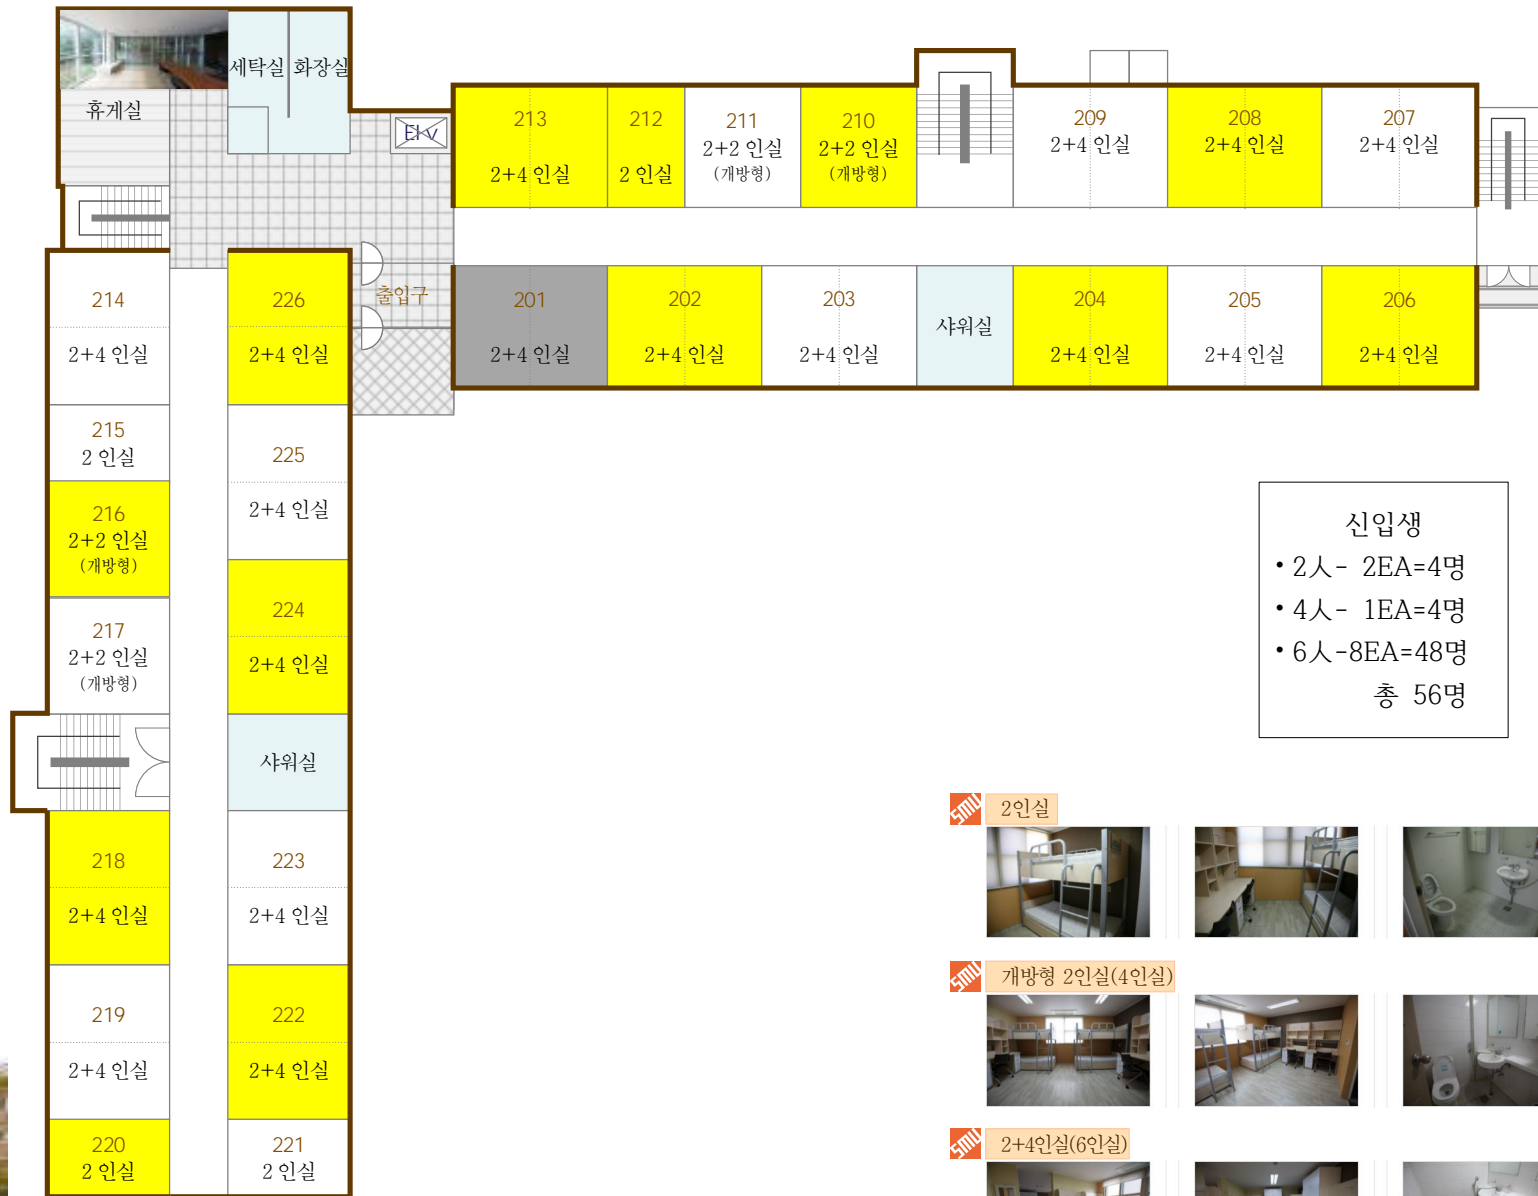 세탁실
화장실
휴게실
El-v
213
2+4 인실
212
2 인실
211
2+2 인실
(개방형)
210
2+2 인실
(개방형)
209
2+4 인실
208
2+4 인실
207
2+4 인실
출입구
201
2+4 인실
202
2+4 인실
203
2+4 인실
샤워실
204
2+4 인실
205
2+4 인실
206
2+4 인실
214
2+4 인실
226
2+4 인실
215
2 인실
225
2+4 인실
216
2+2 인실
(개방형)
224
2+4 인실
217
2+2 인실
(개방형)
샤워실
218
2+4 인실
223
2+4 인실
219
2+4 인실
222
2+4 인실
220
2 인실
221
2 인실
신입생
• 2人- 2EA=4명
• 4人- 1EA=4명
• 6人-8EA=48명
총 56명
SMU 2인실
SMU 개방형 2인실(4인실)
SMU 2+4인실(6인실)